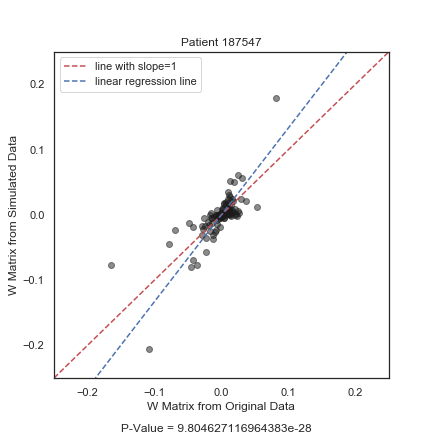 Patient 187547
line with slope=1
linear regression line
W Matrix from Simulated Data
0.2
0.1
0.0
−0.1
−0.2
−0.2 −0.1 0.0 0.1 0.2
W Matrix from Original Data
P-Value = 9.804627116964383e-28